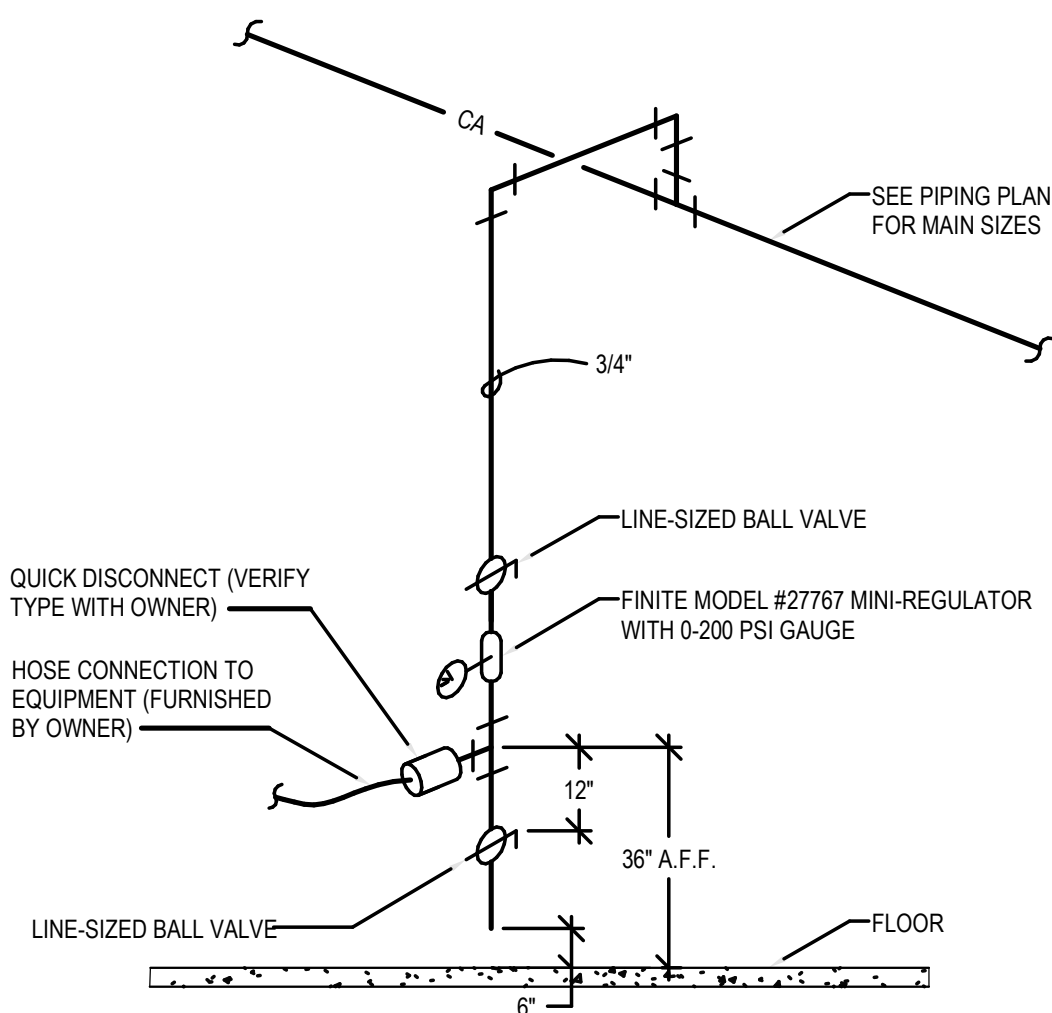 CA
SEE PIPING PLAN
FOR MAIN SIZES
3/4"
LINE-SIZED BALL VALVE
QUICK DISCONNECT (VERIFY
TYPE WITH OWNER)
FINITE MODEL #27767 MINI-REGULATOR
WITH 0-200 PSI GAUGE
HOSE CONNECTION TO
EQUIPMENT (FURNISHED
BY OWNER)
12"
36" A.F.F.
LINE-SIZED BALL VALVE
FLOOR
6"